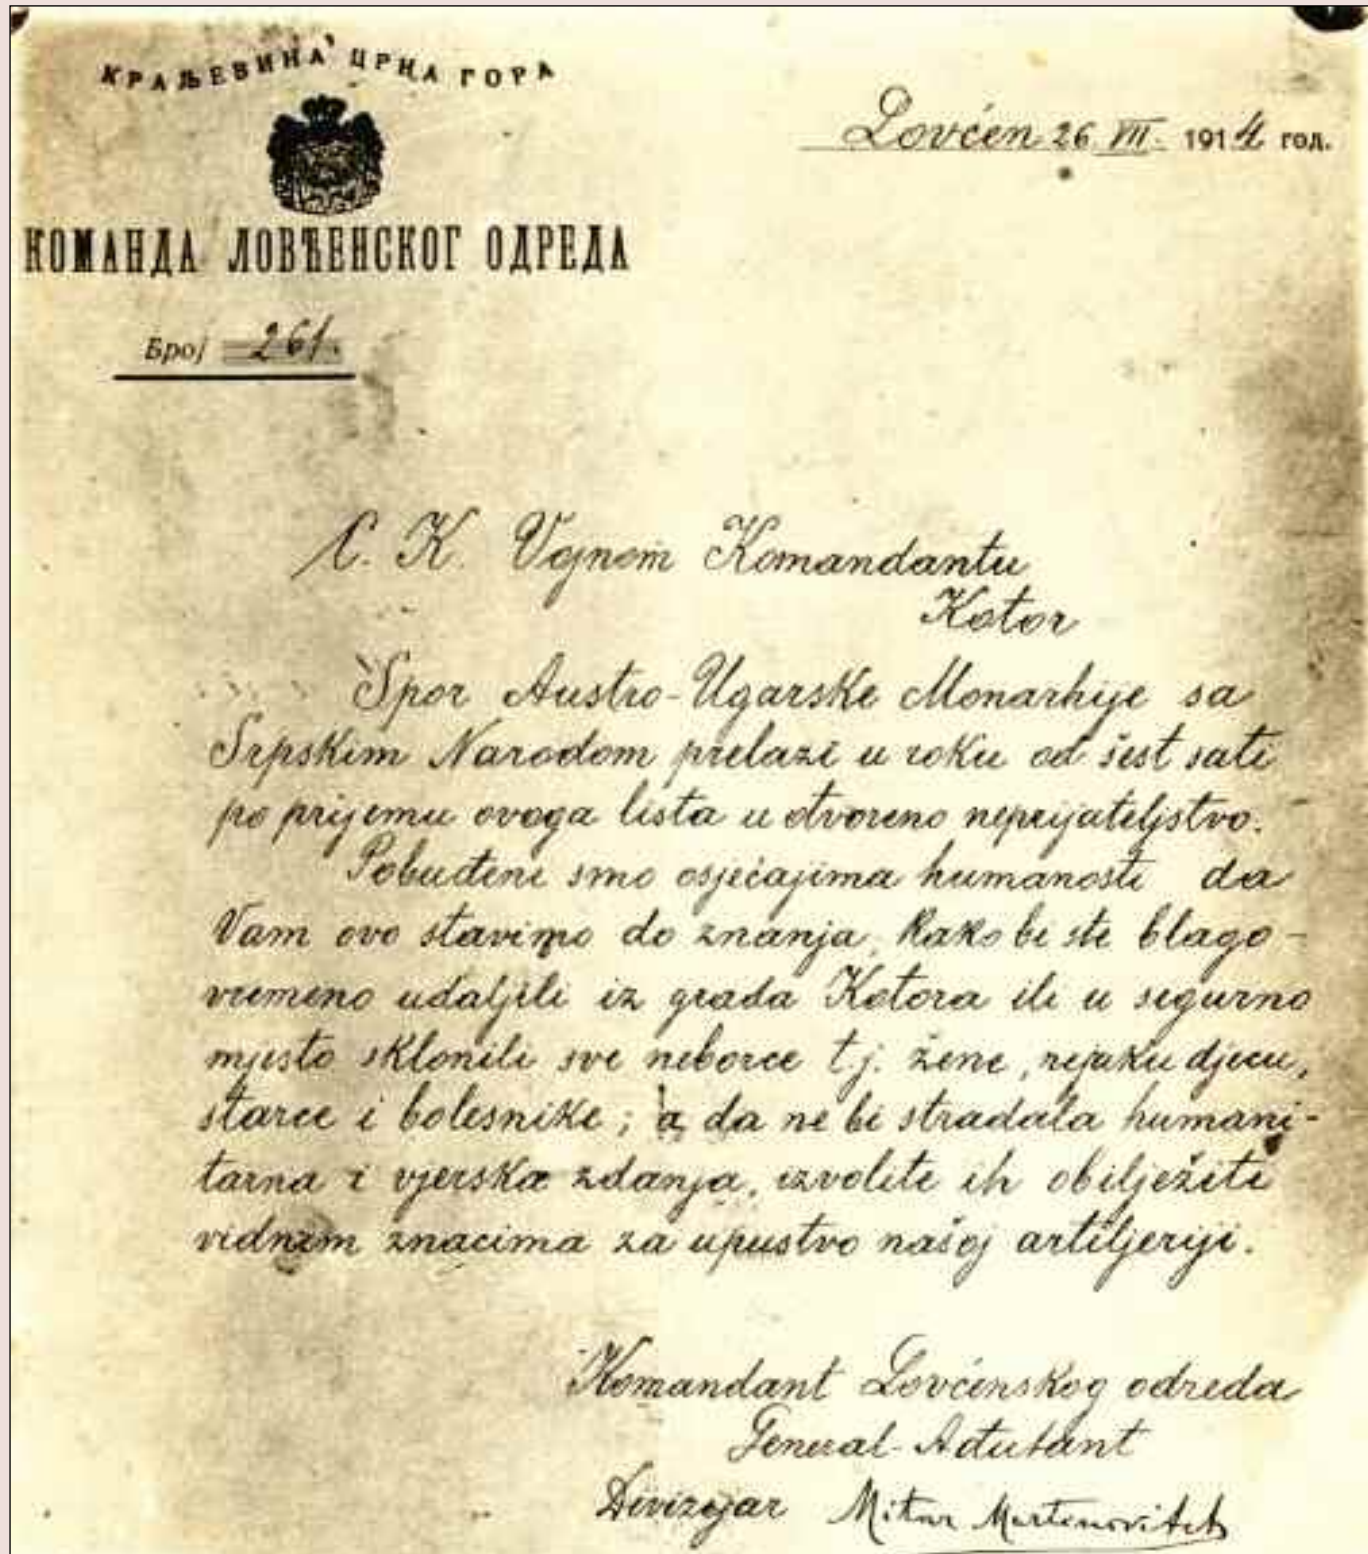 КРАЉЕВИНА ЦРНА ГОРА
КОМАНДА ЛОВЋЕНСКОГ ОДРЕДА
Број 261.
Lovćen 26 VII. 1914 год.
C. K. Vojnom Komandantu
Kotor
Spor Austro-Ugarske Monarhije sa
Srpskim Narodom prelazi u roku od šest sati
po prijemu ovoga lista u otvoreno neprijateljstvo.
Pobuđeni smo osjećajima humanosti da
Vam ovo stavimo do znanja, kako bi ste blago-
vremeno udaljili iz grada Kotora ili u sigurno
mjesto sklonili sve neborce t.j. žene, nejaku djecu,
starce i bolesnike; a da ne bi stradala humani-
tarna i vjerska zdanja, izvolite ih obilježiti
vidnim znacima za upustvo našoj artiljeriji.
Komandant Lovćenskog odreda
General-Ađutant
Divizijar Mitar Martinovitch